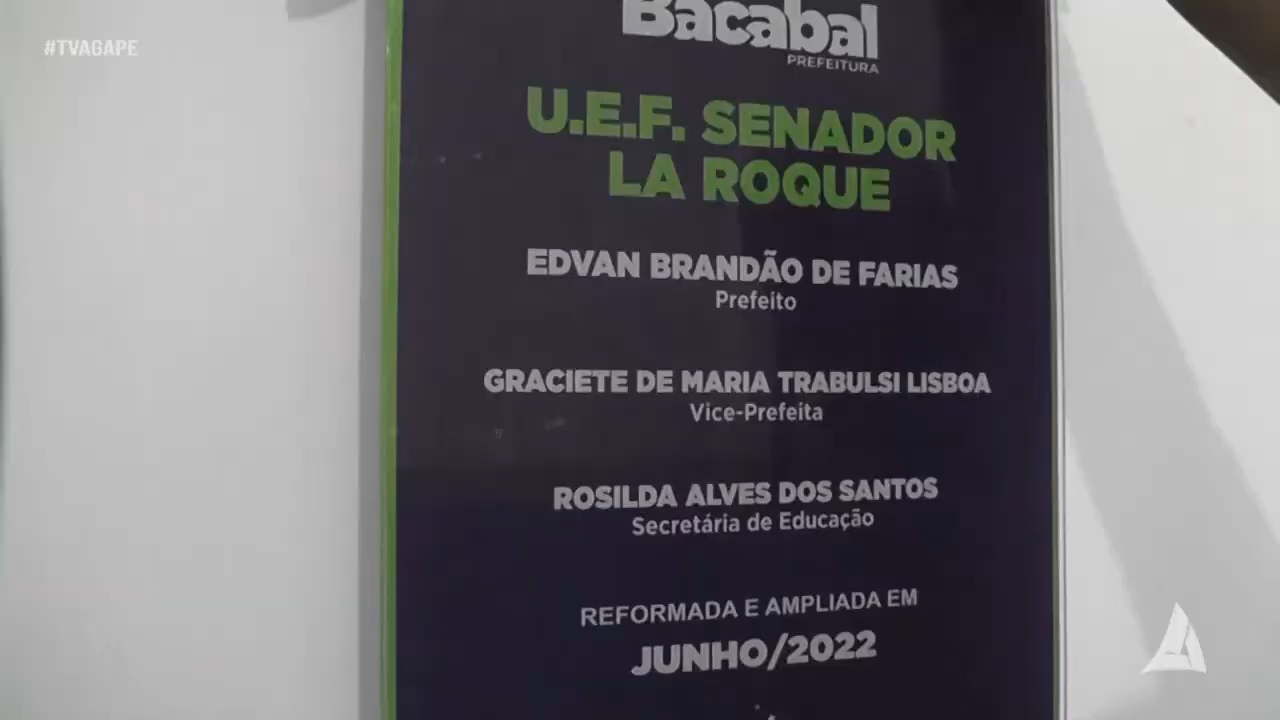 #TVAGAPE
Bacabal
PREFEITURA
U.E.F. SENADOR
LA ROQUE
EDVAN BRANDÃO DE FARIAS
Prefeito
GRACIETE DE MARIA TRABULSI LISBOA
Vice-Prefeita
ROSILDA ALVES DOS SANTOS
Secretária de Educação
REFORMADA E AMPLIADA EM
JUNHO/2022